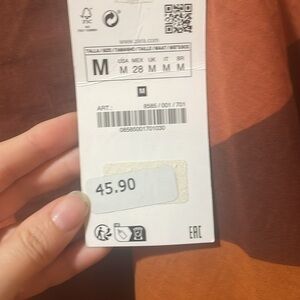 FSC
www.zara.com
TALLA / SIZE / TAMANHO / TAILLE / MAAT /
M
USA MEX UK IT BR
M 28 M M M
M
ART.: 8585 / 001 / 701
08585001701030
45.90
EAC